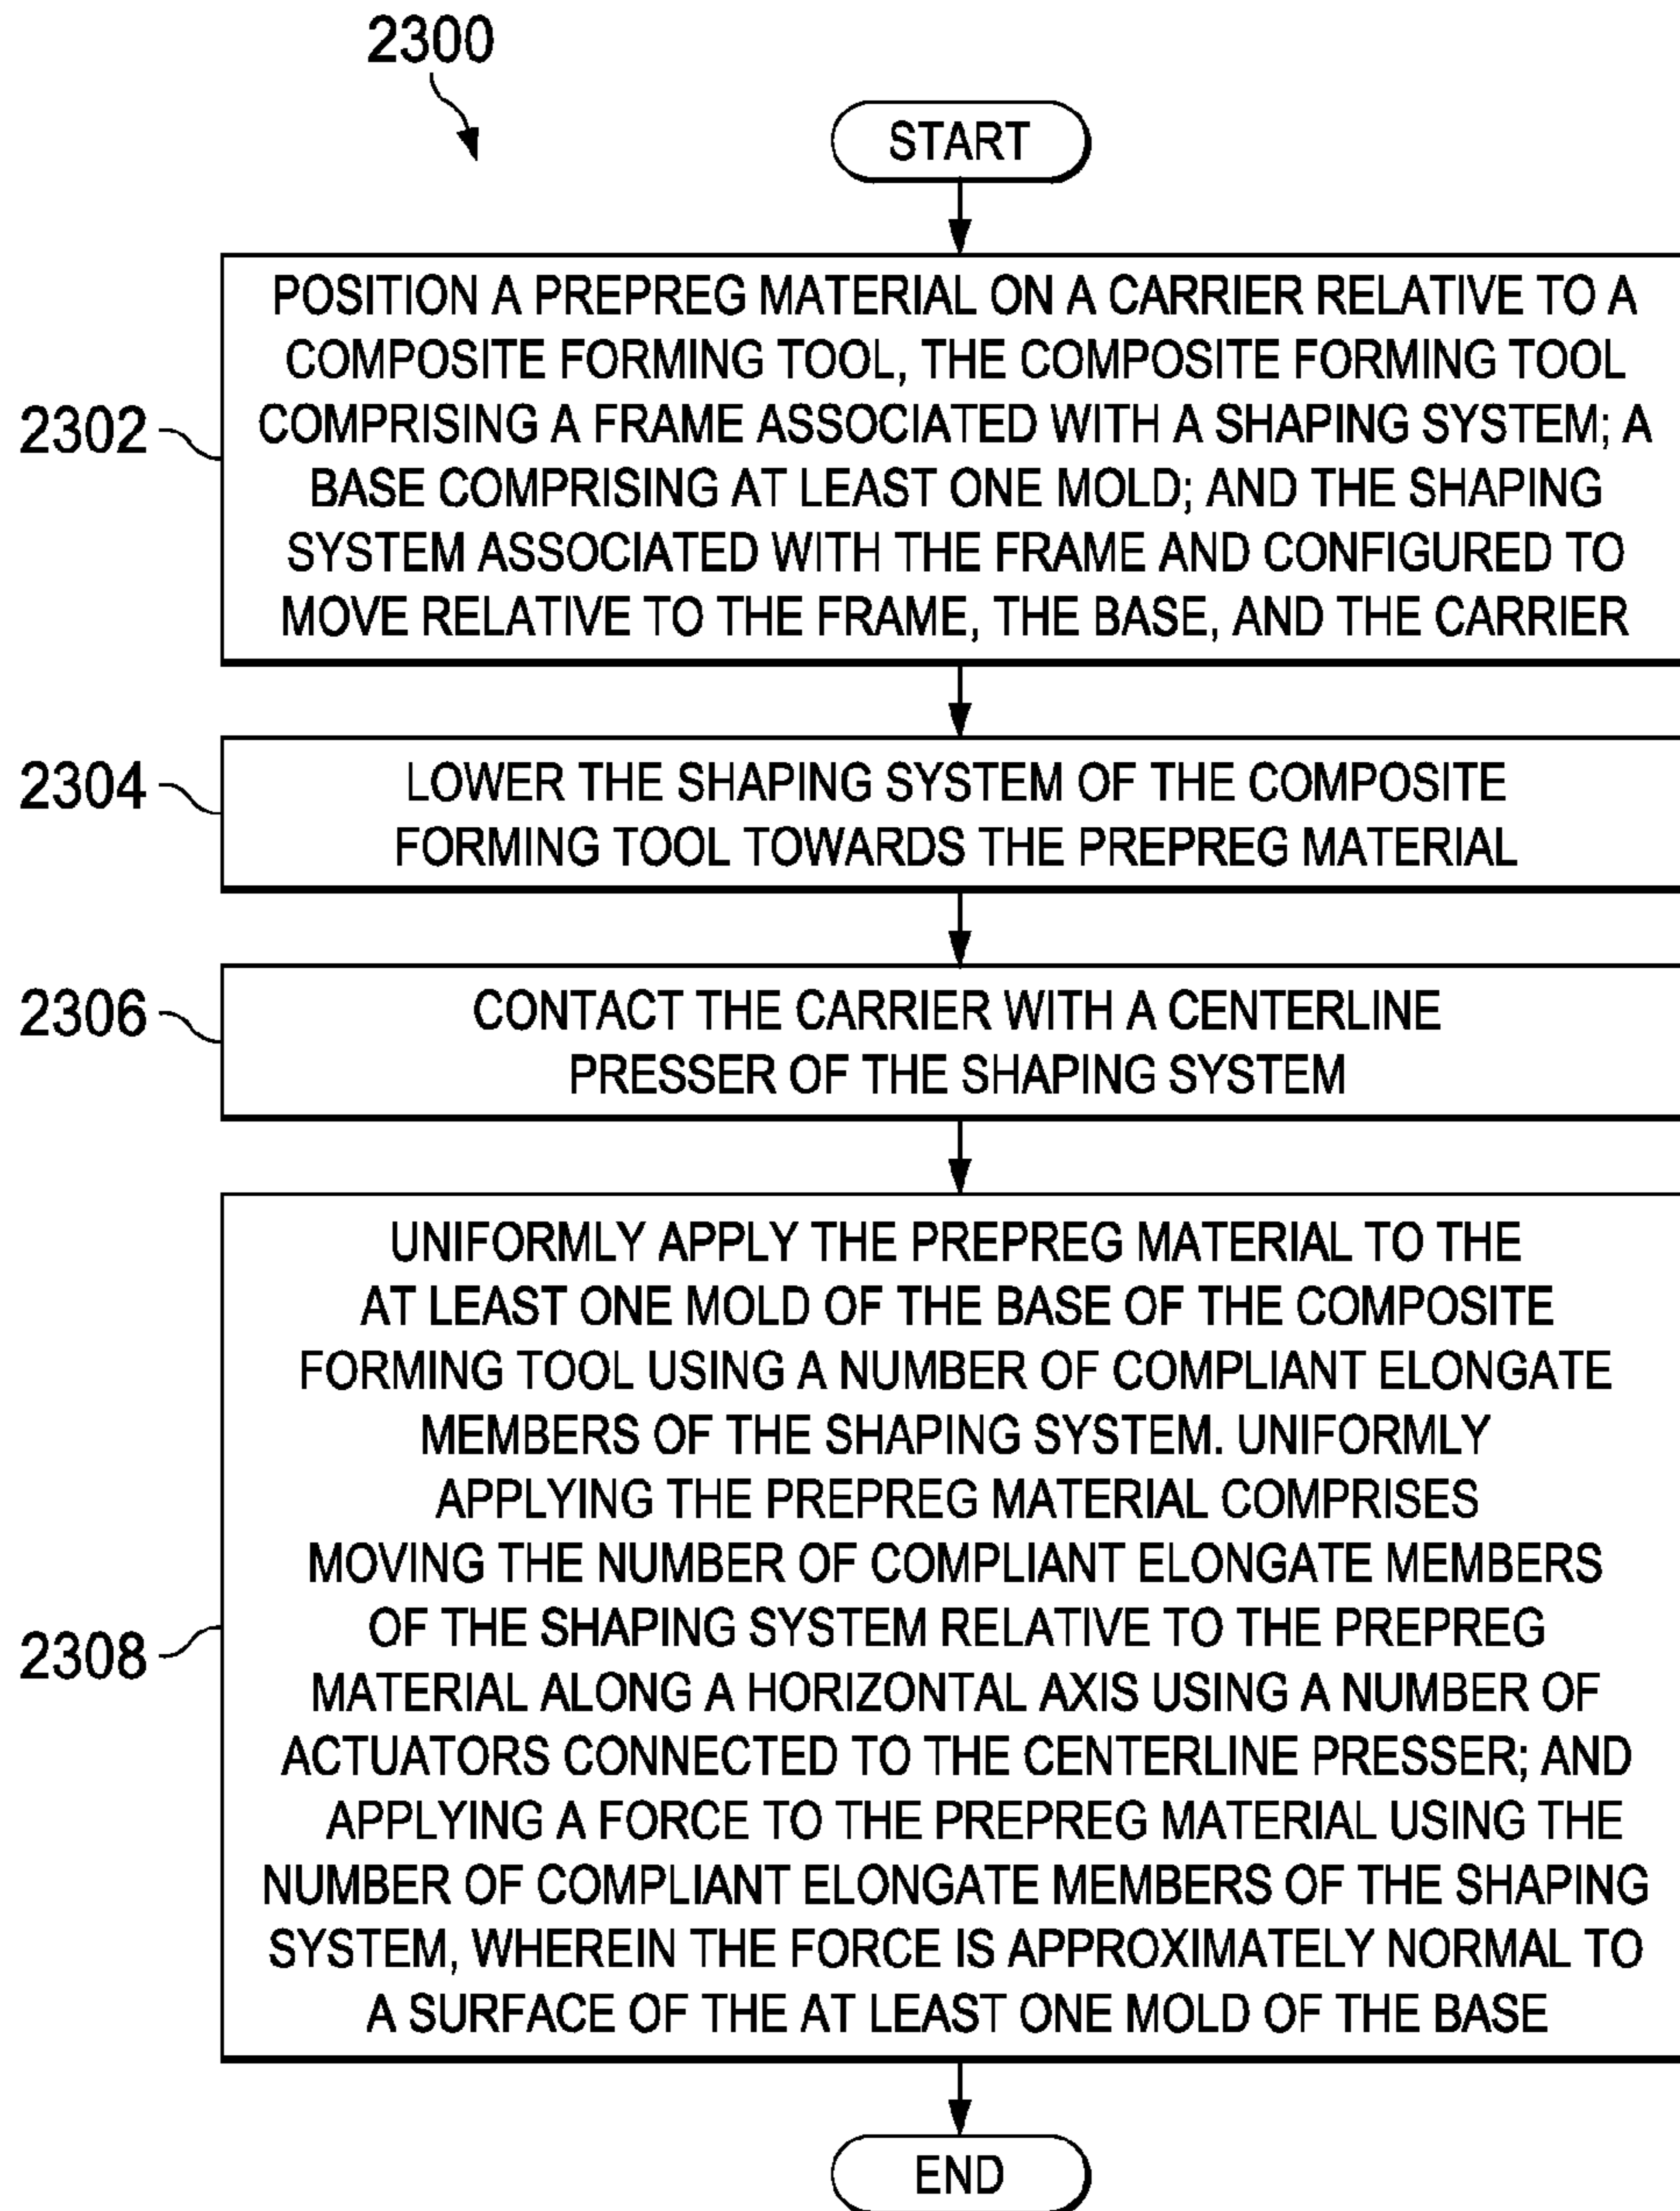 2300
START
2302
POSITION A PREPREG MATERIAL ON A CARRIER RELATIVE TO A
COMPOSITE FORMING TOOL, THE COMPOSITE FORMING TOOL
COMPRISING A FRAME ASSOCIATED WITH A SHAPING SYSTEM; A
BASE COMPRISING AT LEAST ONE MOLD; AND THE SHAPING
SYSTEM ASSOCIATED WITH THE FRAME AND CONFIGURED TO
MOVE RELATIVE TO THE FRAME, THE BASE, AND THE CARRIER
2304
LOWER THE SHAPING SYSTEM OF THE COMPOSITE
FORMING TOOL TOWARDS THE PREPREG MATERIAL
2306
CONTACT THE CARRIER WITH A CENTERLINE
PRESSER OF THE SHAPING SYSTEM
2308
UNIFORMLY APPLY THE PREPREG MATERIAL TO THE
AT LEAST ONE MOLD OF THE BASE OF THE COMPOSITE
FORMING TOOL USING A NUMBER OF COMPLIANT ELONGATE
MEMBERS OF THE SHAPING SYSTEM. UNIFORMLY
APPLYING THE PREPREG MATERIAL COMPRISES
MOVING THE NUMBER OF COMPLIANT ELONGATE MEMBERS
OF THE SHAPING SYSTEM RELATIVE TO THE PREPREG
MATERIAL ALONG A HORIZONTAL AXIS USING A NUMBER OF
ACTUATORS CONNECTED TO THE CENTERLINE PRESSER; AND
APPLYING A FORCE TO THE PREPREG MATERIAL USING THE
NUMBER OF COMPLIANT ELONGATE MEMBERS OF THE SHAPING
SYSTEM, WHEREIN THE FORCE IS APPROXIMATELY NORMAL TO
A SURFACE OF THE AT LEAST ONE MOLD OF THE BASE
END